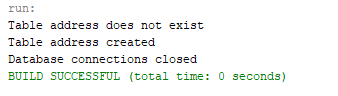 run:
Table address does not exist
Table address created
Database connections closed
BUILD SUCCESSFUL (total time: 0 seconds)